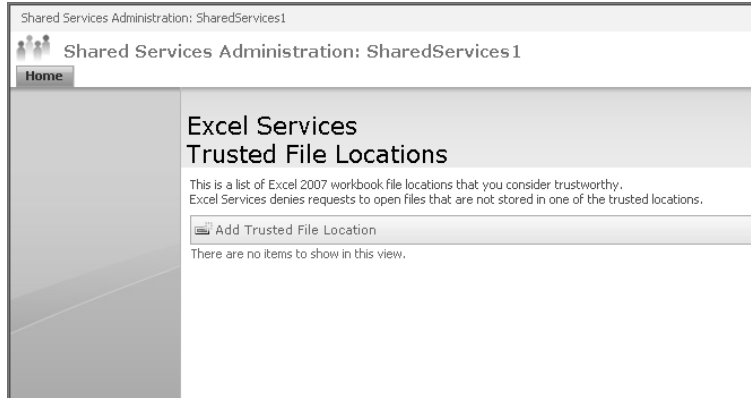 Shared Services Administration: SharedServices1
Shared Services Administration: SharedServices1
Home
Excel Services
Trusted File Locations
This is a list of Excel 2007 workbook file locations that you consider trustworthy.
Excel Services denies requests to open files that are not stored in one of the trusted locations.
Add Trusted File Location
There are no items to show in this view.